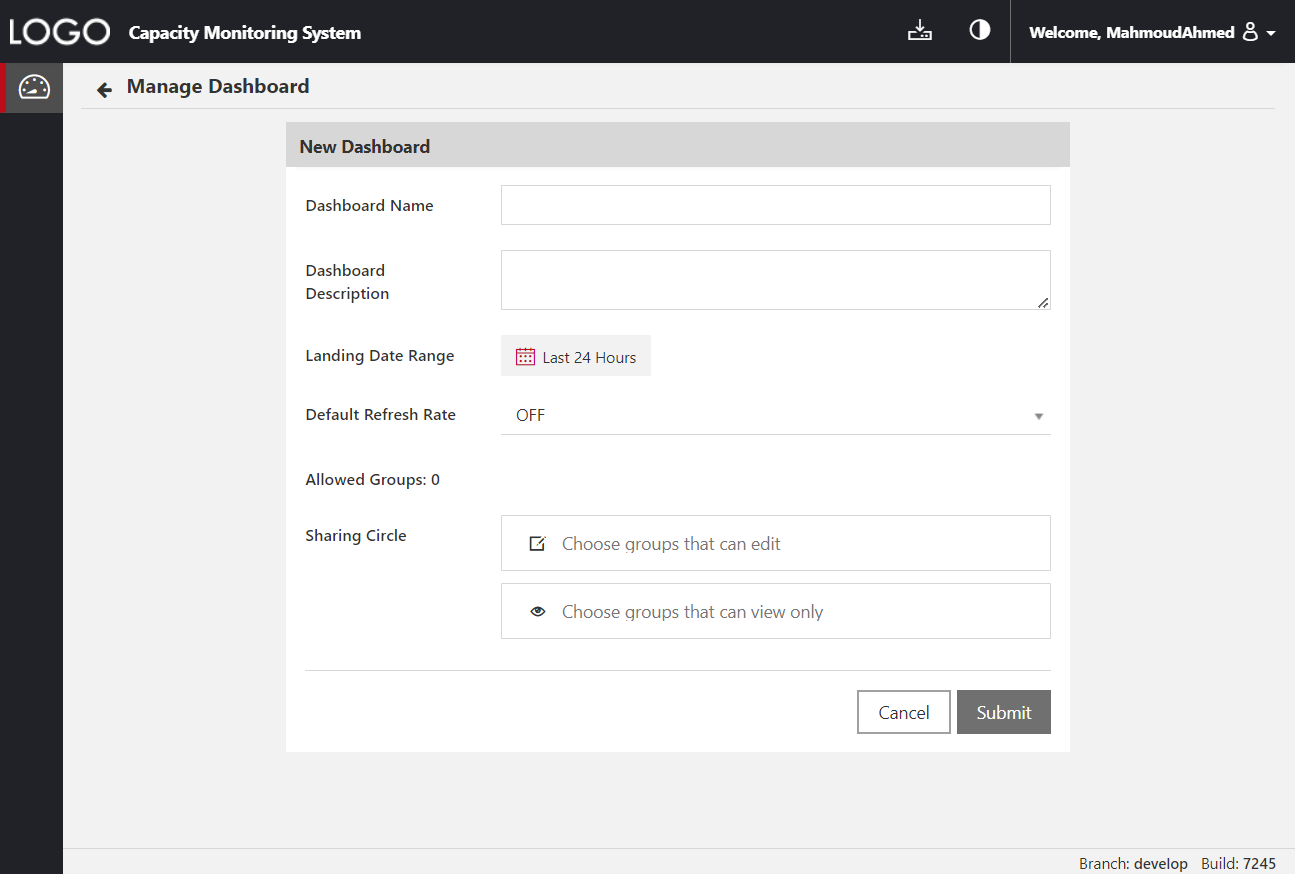 LOGO Capacity Monitoring System Welcome, MahmoudAhmed
Manage Dashboard
New Dashboard
Dashboard Name
Dashboard
Description
Landing Date Range Last 24 Hours
Default Refresh Rate OFF
Allowed Groups: 0
Sharing Circle Choose groups that can edit
Choose groups that can view only
Cancel Submit
Branch: develop Build: 7245